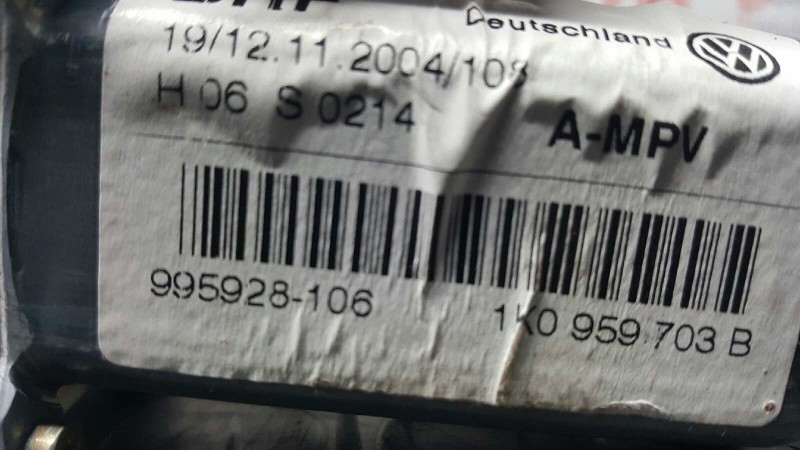 Deutschland
19/12.11.2004/108
H 06 S 0214
A-MPV
995928-106
1K0 959 703 B